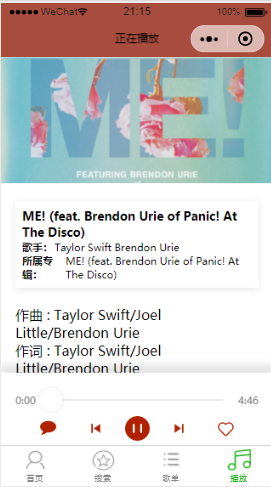 WeChat
21:15
100%
正在播放
ME!
FEATURING BRENDON URIE
ME! (feat. Brendon Urie of Panic! At
The Disco)
歌手: Taylor Swift Brendon Urie
所属专辑: ME! (feat. Brendon Urie of Panic! At
The Disco)
作曲 : Taylor Swift/Joel
Little/Brendon Urie
作词 : Taylor Swift/Joel
Little/Brendon Urie
0:00
4:46
首页
搜索
歌单
播放